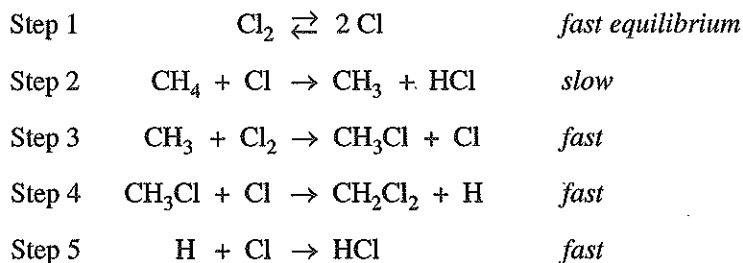 Step 1 Cl₂ ⇄ 2 Cl fast equilibrium
Step 2 CH₄ + Cl → CH₃ + HCl slow
Step 3 CH₃ + Cl₂ → CH₃Cl + Cl fast
Step 4 CH₃Cl + Cl → CH₂Cl₂ + H fast
Step 5 H + Cl → HCl fast